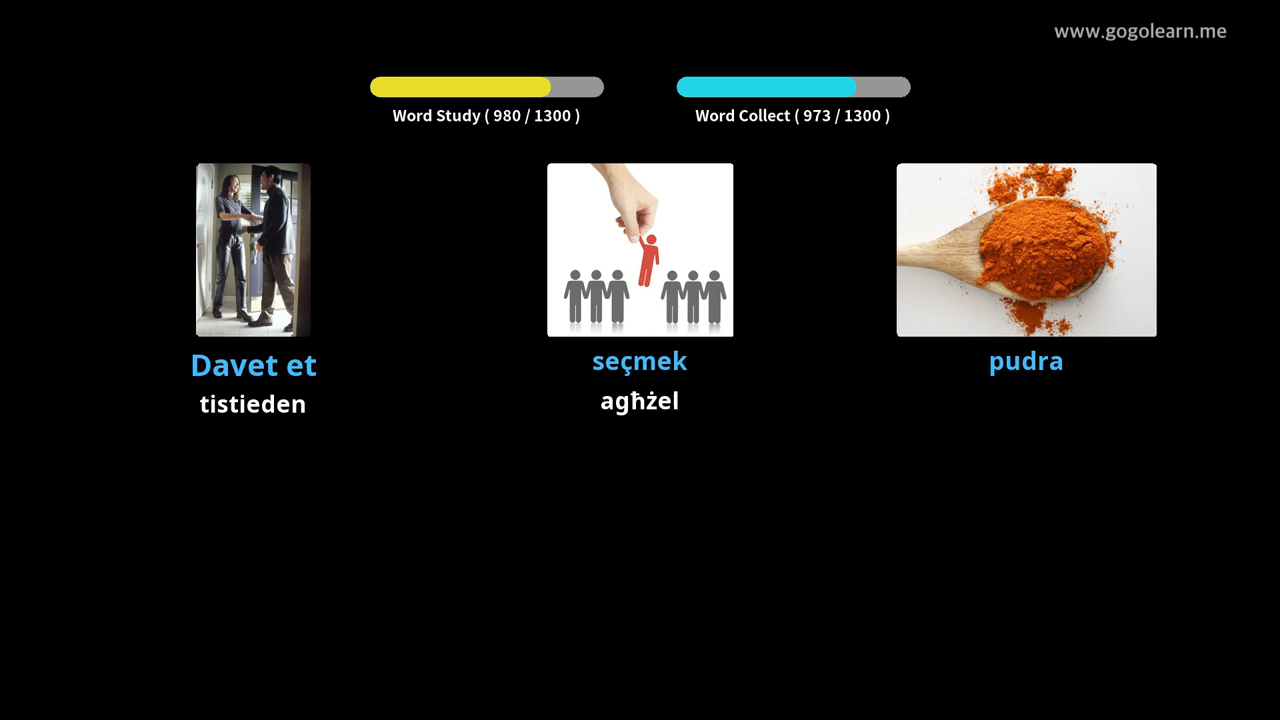 www.gogolearn.me
Word Study ( 980 / 1300 )
Word Collect ( 973 / 1300 )
Davet et
tistieden
seçmek
agħżel
pudra